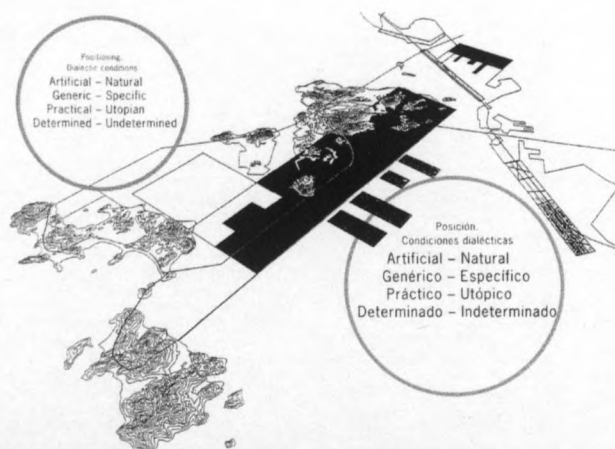 Positioning.
Dialectic conditions
Artificial – Natural
Generic – Specific
Practical – Utopian
Determined – Undetermined
Posición.
Condiciones dialécticas
Artificial – Natural
Genérico – Específico
Práctico – Utópico
Determinado – Indeterminado